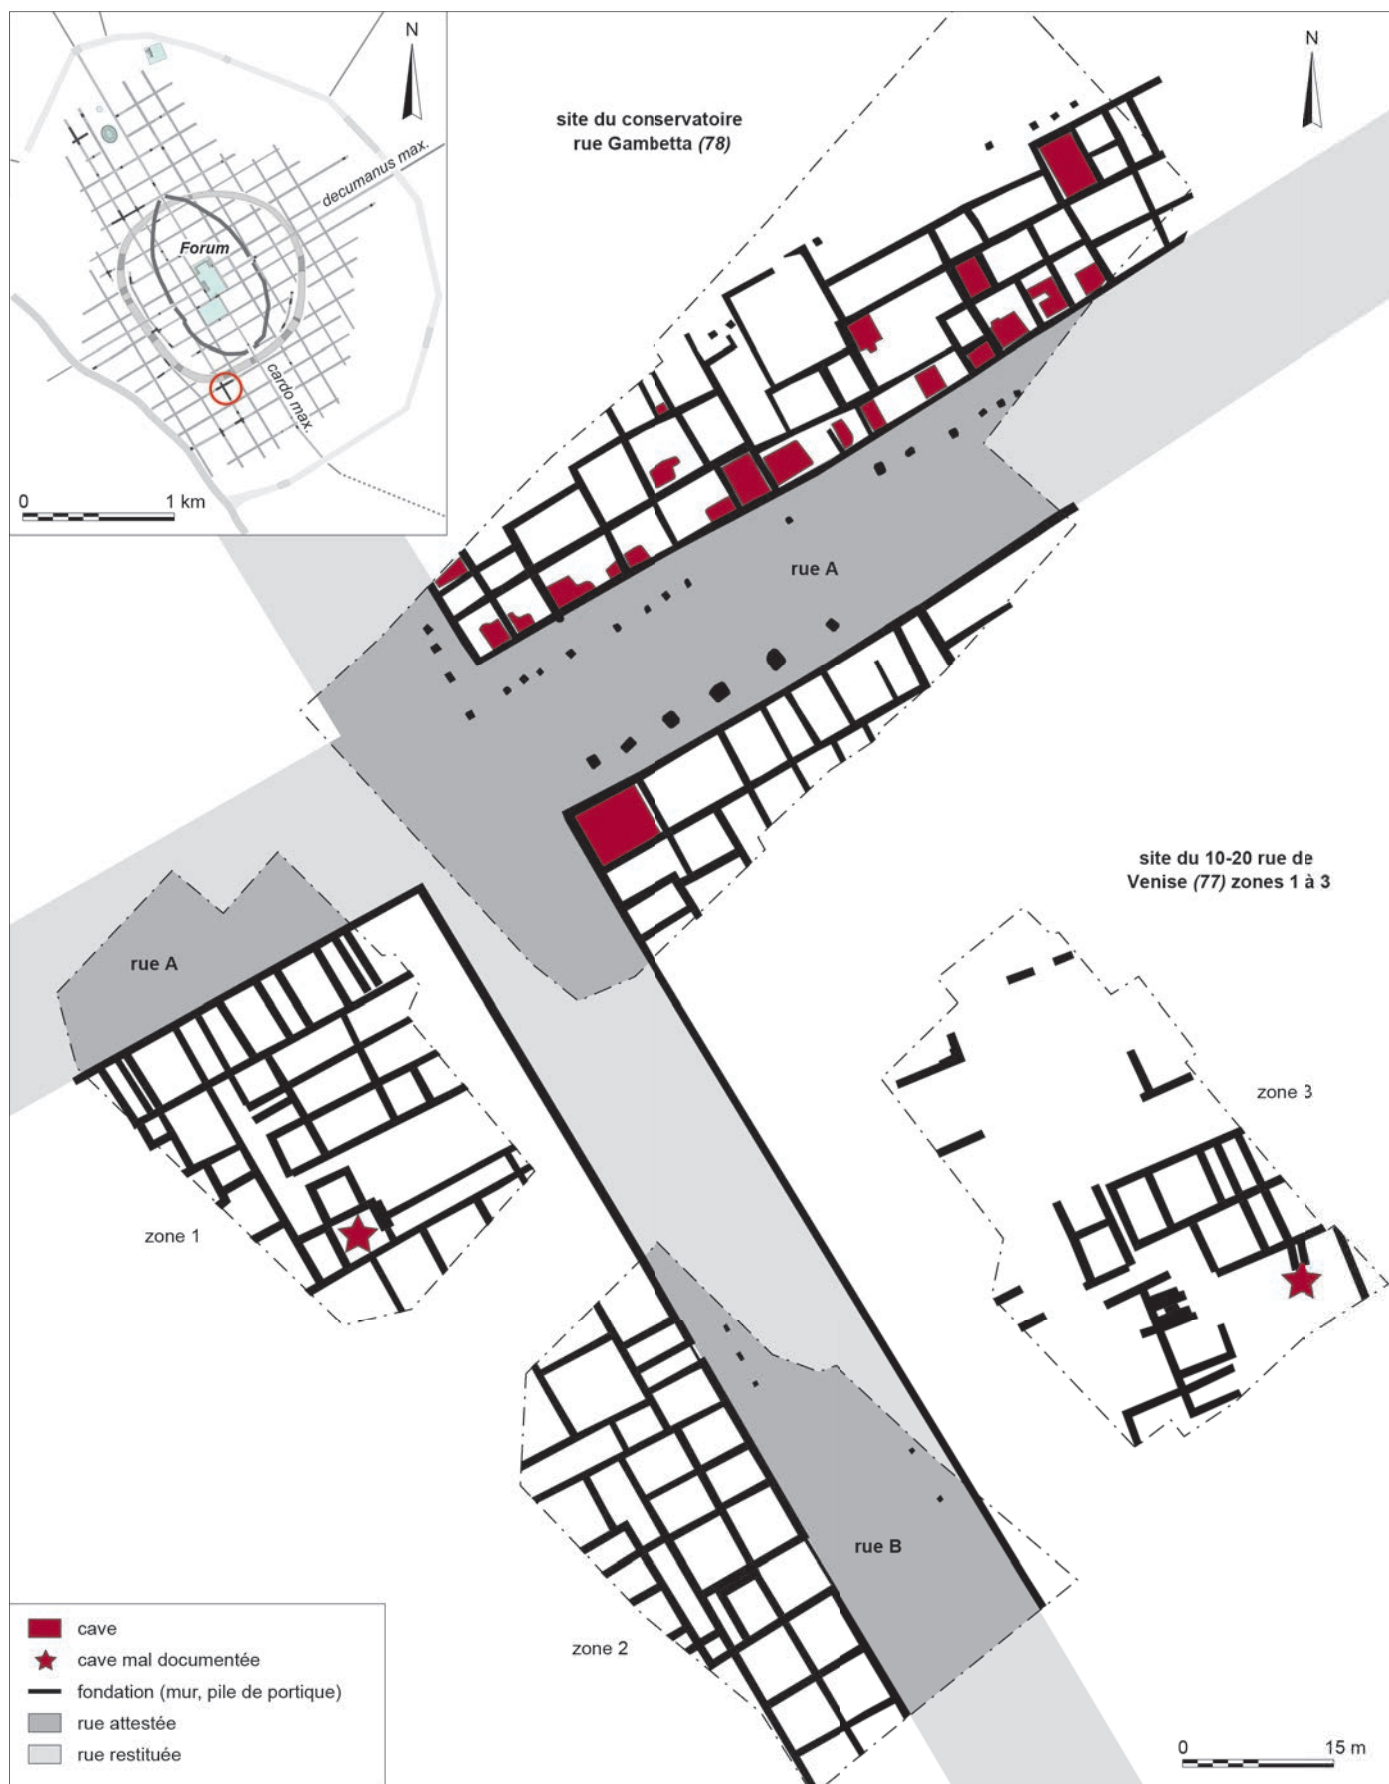 N
decumanus max.
Forum
cardo max.
0 1 km
site du conservatoire
rue Gambetta (78)
N
rue A
site du 10-20 rue de
Venise (77) zones 1 à 3
rue A
zone 3
zone 1
rue B
zone 2
cave
cave mal documentée
fondation (mur, pile de portique)
rue attestée
rue restituée
0 15 m